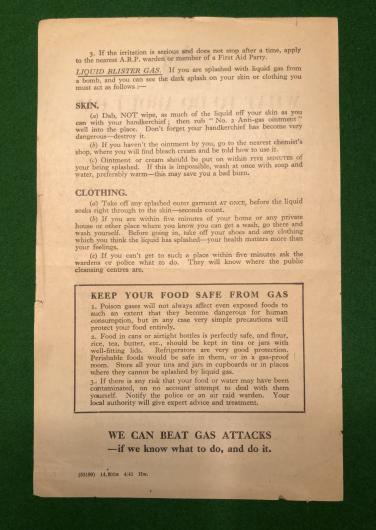 3. If the irritation is serious and does not stop after a time, apply
to the nearest A.R.P. warden or member of a First Aid Party.
LIQUID BLISTER GAS. If you are splashed with liquid gas from
a bomb, and you can see the dark splash on your skin or clothing you
must act as follows :—
SKIN.
(a) Dab, NOT wipe, as much of the liquid off your skin as you
can with your handkerchief; then rub "No. 2 Anti-gas ointment"
well into the place. Don't forget your handkerchief has become very
dangerous—destroy it.
(b) If you haven't the ointment by you, go to the nearest chemist's
shop, where you will find bleach cream and be told how to use it.
(c) Ointment or cream should be put on within FIVE MINUTES of
your being splashed. If this is impossible, wash at once with soap and
water, preferably warm—this may save you a bad burn.
CLOTHING.
(a) Take off any splashed outer garment AT ONCE, before the liquid
soaks right through to the skin—seconds count.
(b) If you are within five minutes of your home or any private
house or other place where you know you can get a wash, go there and
wash yourself. Before going in, take off your shoes and any clothing
which you think the liquid has splashed—your health matters more than
your feelings.
(c) If you can't get to such a place within five minutes ask the
wardens or police what to do. They will know where the public
cleansing centres are.
KEEP YOUR FOOD SAFE FROM GAS
1. Poison gases will not always affect even exposed foods to
such an extent that they become dangerous for human
consumption, but in any case very simple precautions will
protect your food entirely.
2. Food in cans or airtight bottles is perfectly safe, and flour,
rice, tea, butter, etc., should be kept in tins or jars with
well-fitting lids. Refrigerators are very good protection.
Perishable foods would be safe in them, or in a gas-proof
room. Store all your tins and jars in cupboards or in places
where they cannot be splashed by liquid gas.
3. If there is any risk that your food or water may have been
contaminated, on no account attempt to deal with them
yourself. Notify the police or an air raid warden. Your
local authority will give expert advice and treatment.
WE CAN BEAT GAS ATTACKS
—if we know what to do, and do it.
4/41 Hw.